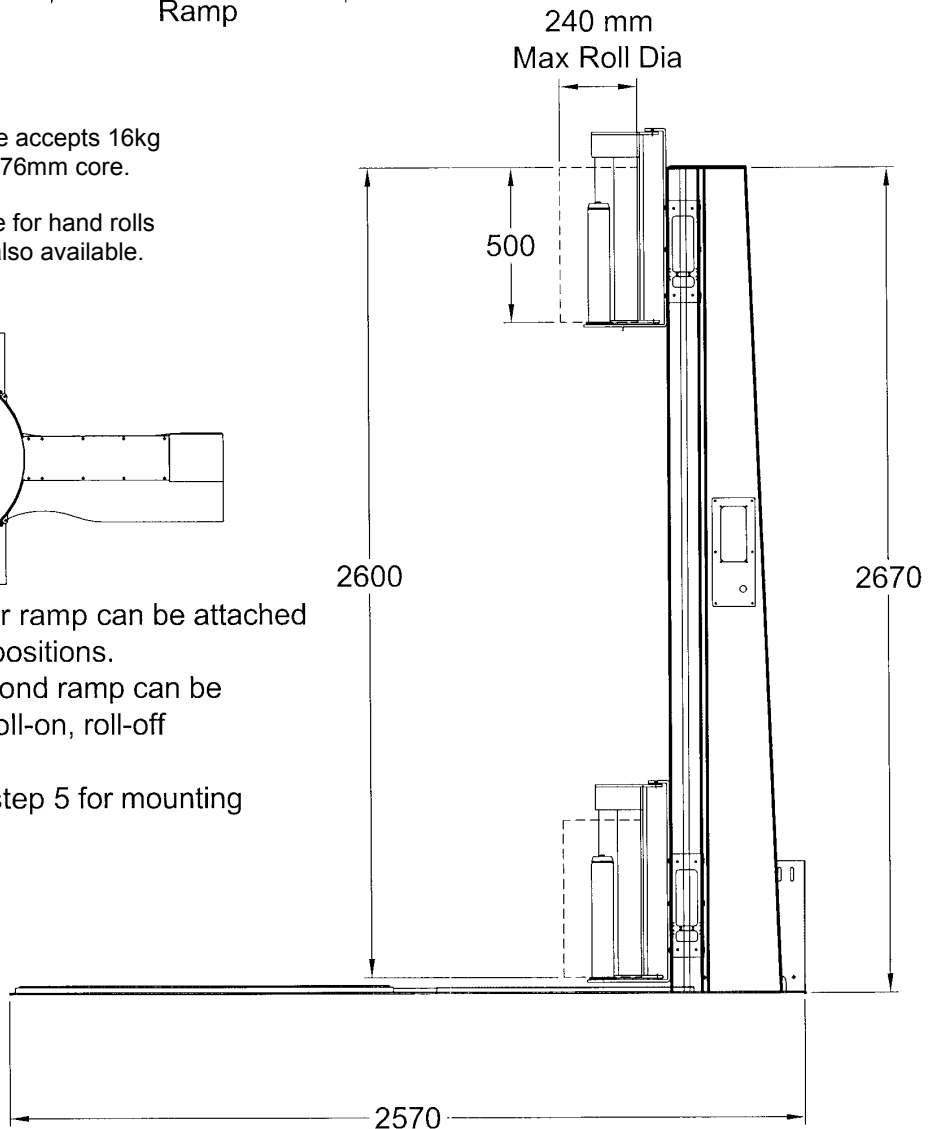 Ramp
240 mm
Max Roll Dia
e accepts 16kg
76mm core.
e for hand rolls
also available.
500
2600
2670
r ramp can be attached
positions.
ond ramp can be
oll-on, roll-off
step 5 for mounting
2570